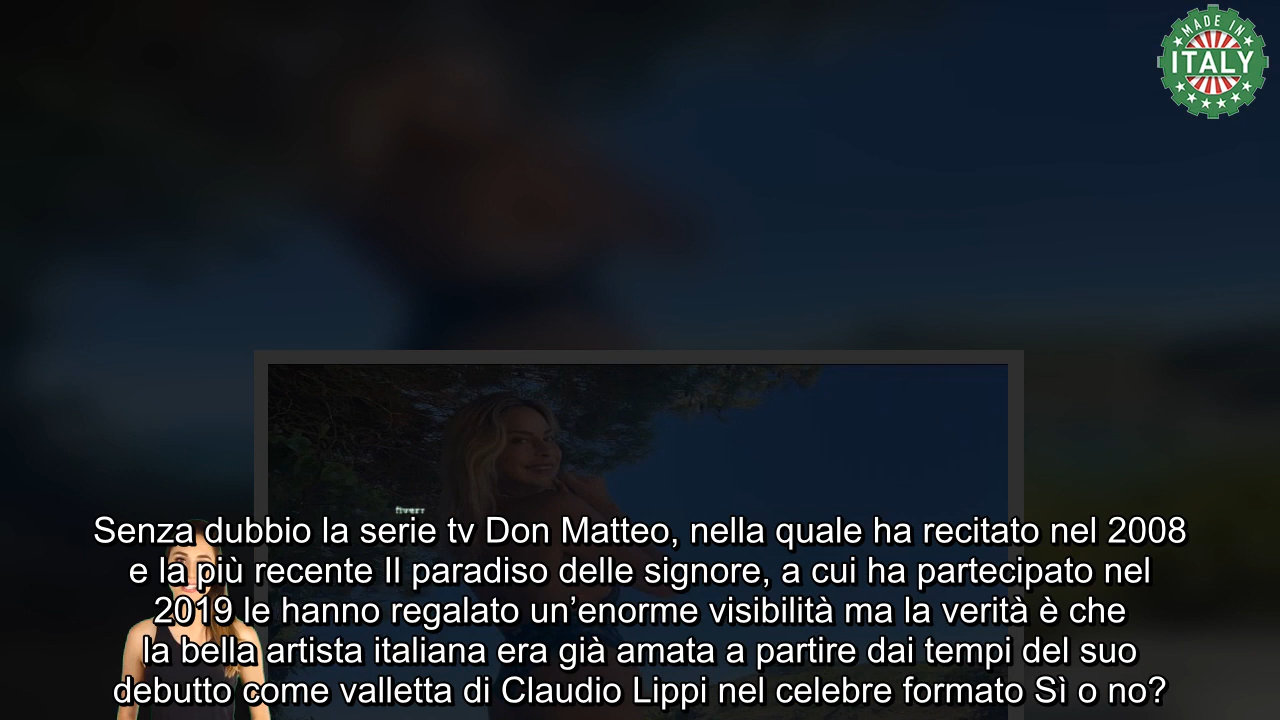 MADE IN
ITALY
fiverr
Senza dubbio la serie tv Don Matteo, nella quale ha recitato nel 2008
e la più recente Il paradiso delle signore, a cui ha partecipato nel
2019 le hanno regalato un’enorme visibilità ma la verità è che
la bella artista italiana era già amata a partire dai tempi del suo
debutto come valletta di Claudio Lippi nel celebre formato Sì o no?